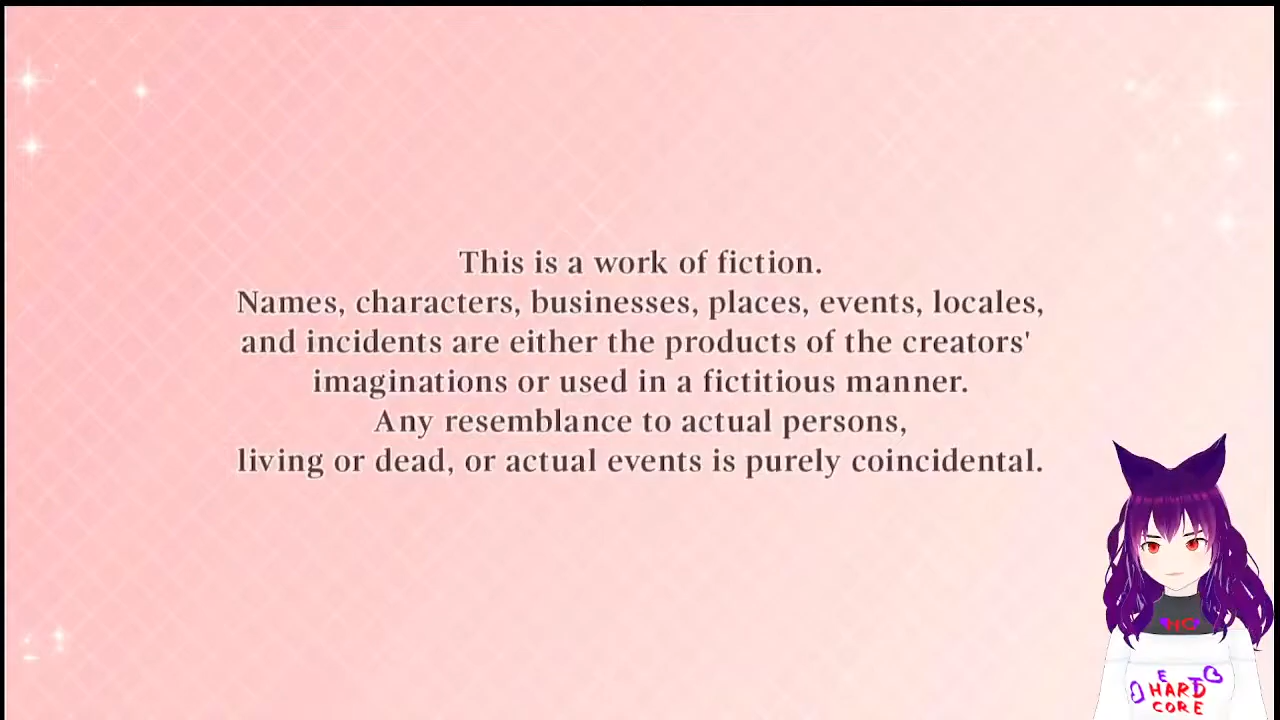 This is a work of fiction.
Names, characters, businesses, places, events, locales,
and incidents are either the products of the creators'
imaginations or used in a fictitious manner.
Any resemblance to actual persons,
living or dead, or actual events is purely coincidental.
HARD
CORE